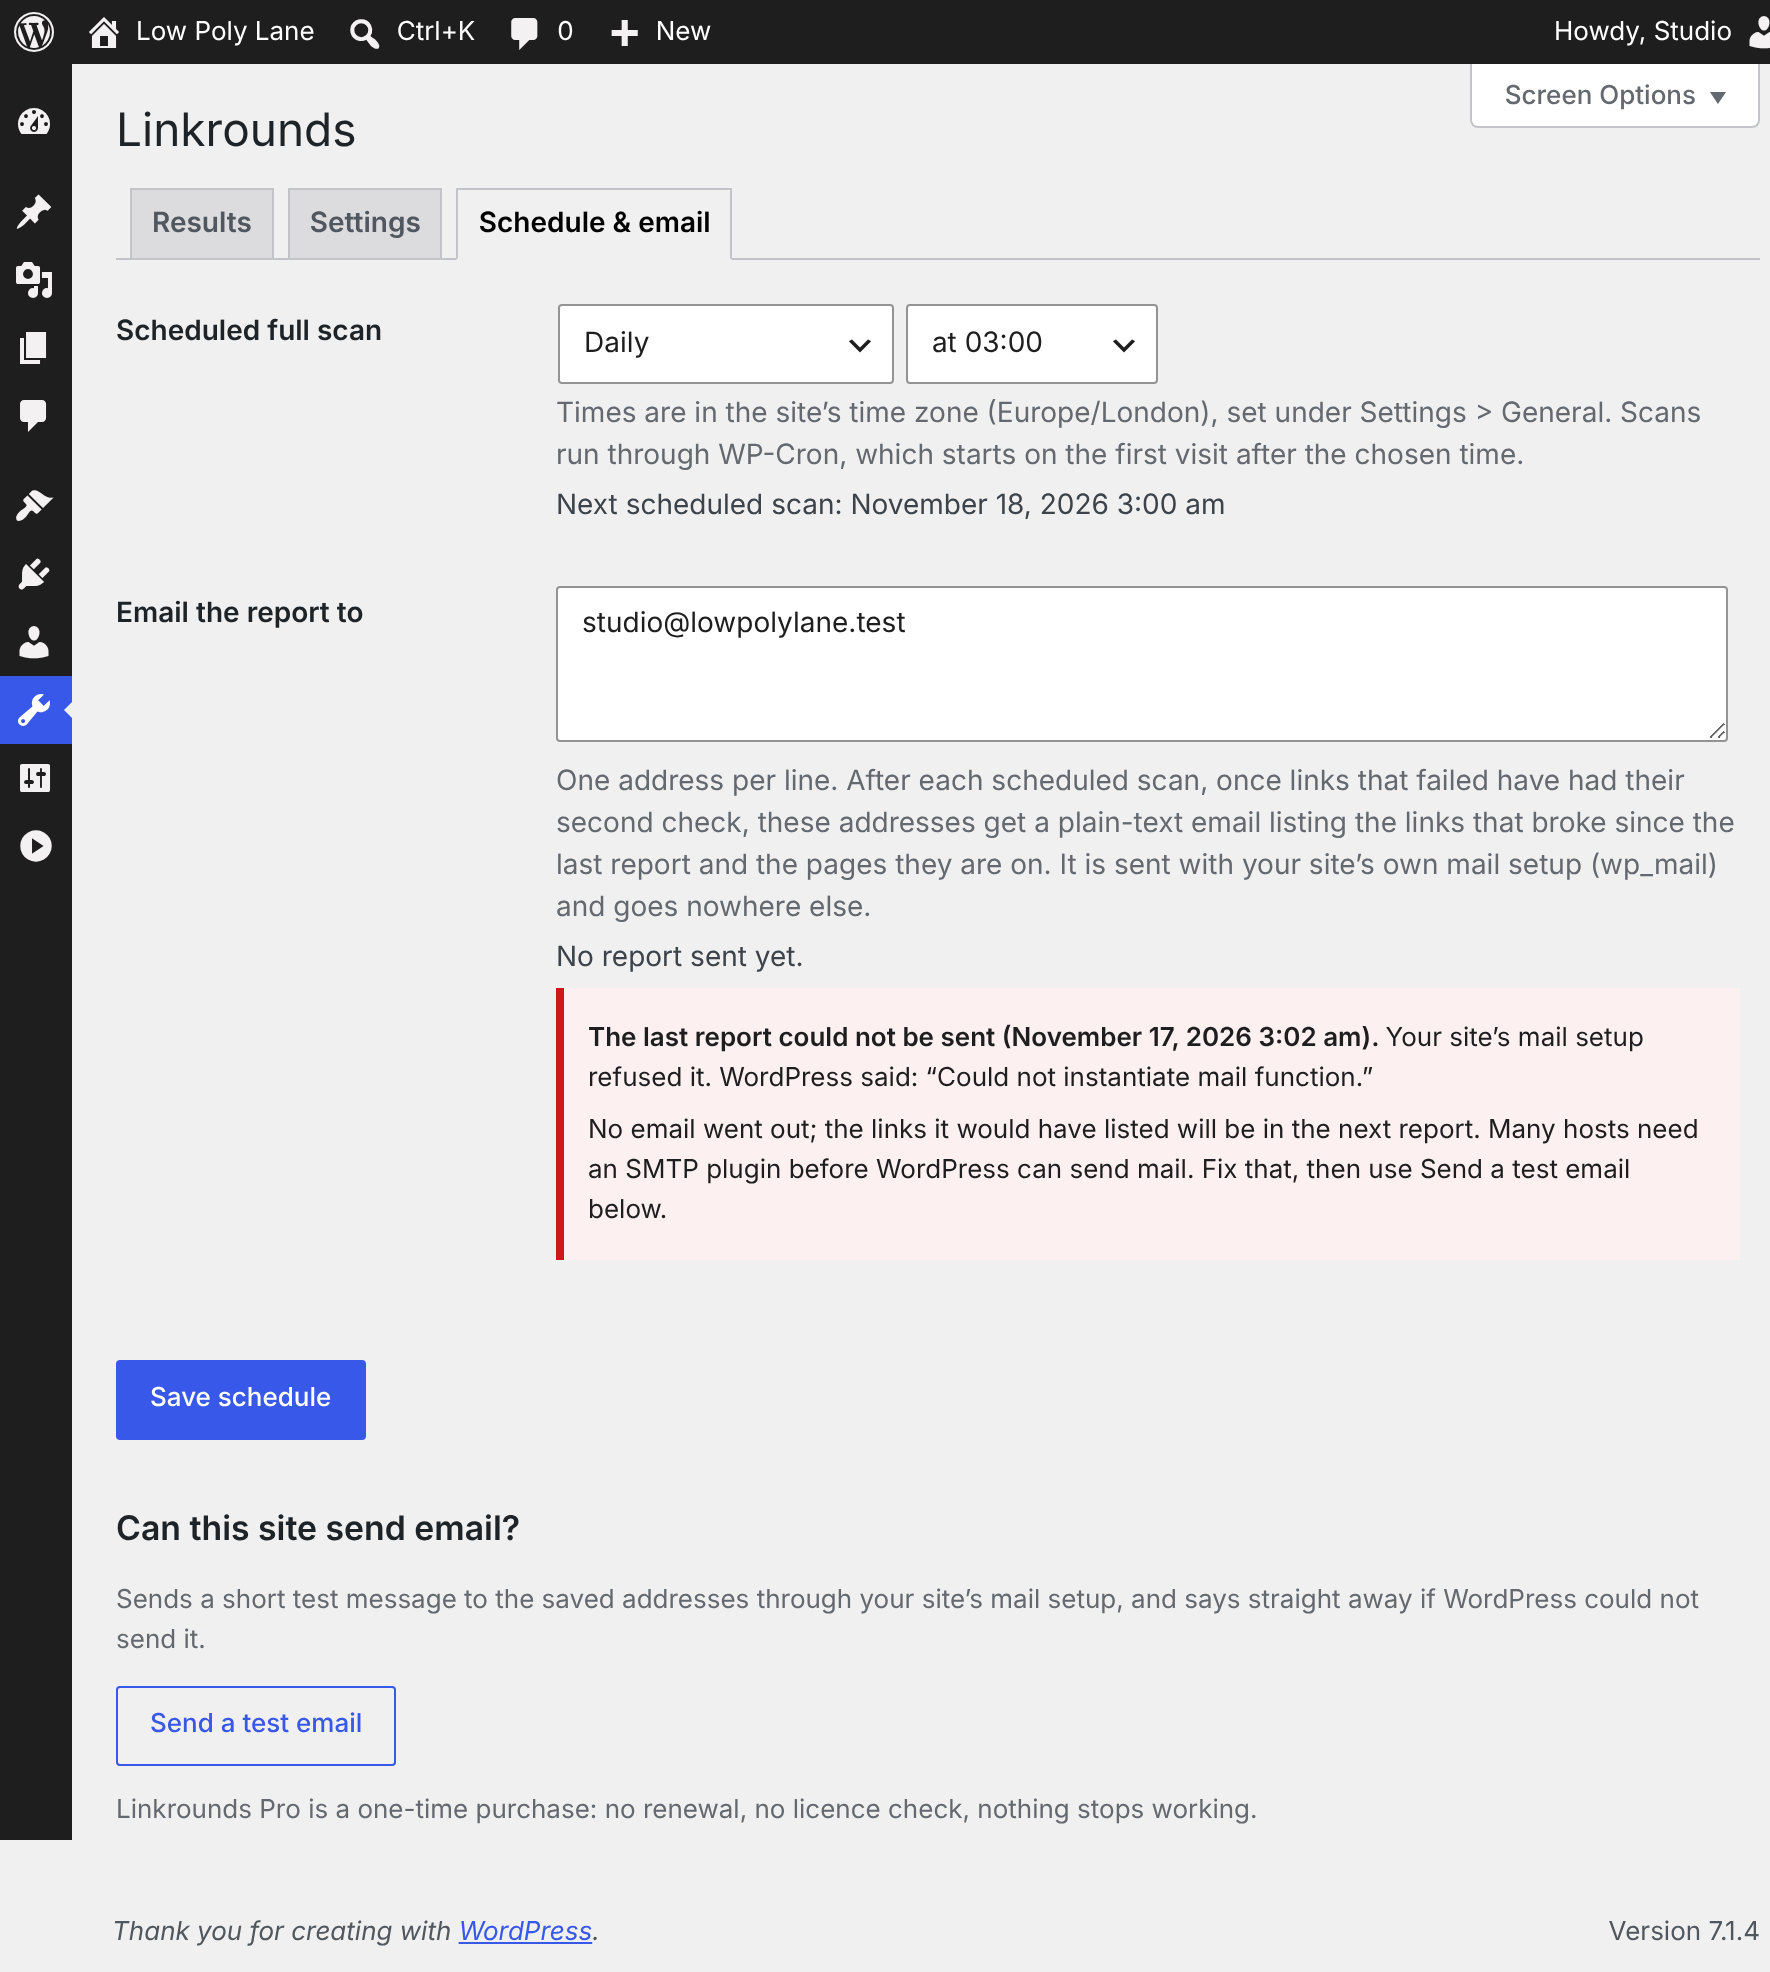 Low Poly Lane Ctrl+K 0 New Howdy, Studio
Screen Options
Linkrounds
Results Settings Schedule & email
Scheduled full scan
Daily at 03:00
Times are in the site’s time zone (Europe/London), set under Settings > General. Scans
run through WP-Cron, which starts on the first visit after the chosen time.
Next scheduled scan: November 18, 2026 3:00 am
Email the report to
studio@lowpolylane.test
One address per line. After each scheduled scan, once links that failed have had their
second check, these addresses get a plain-text email listing the links that broke since the
last report and the pages they are on. It is sent with your site’s own mail setup (wp_mail)
and goes nowhere else.
No report sent yet.
The last report could not be sent (November 17, 2026 3:02 am). Your site’s mail setup
refused it. WordPress said: “Could not instantiate mail function.”
No email went out; the links it would have listed will be in the next report. Many hosts need
an SMTP plugin before WordPress can send mail. Fix that, then use Send a test email
below.
Save schedule
Can this site send email?
Sends a short test message to the saved addresses through your site’s mail setup, and says straight away if WordPress could not
send it.
Send a test email
Linkrounds Pro is a one-time purchase: no renewal, no licence check, nothing stops working.
Thank you for creating with WordPress.
Version 7.1.4